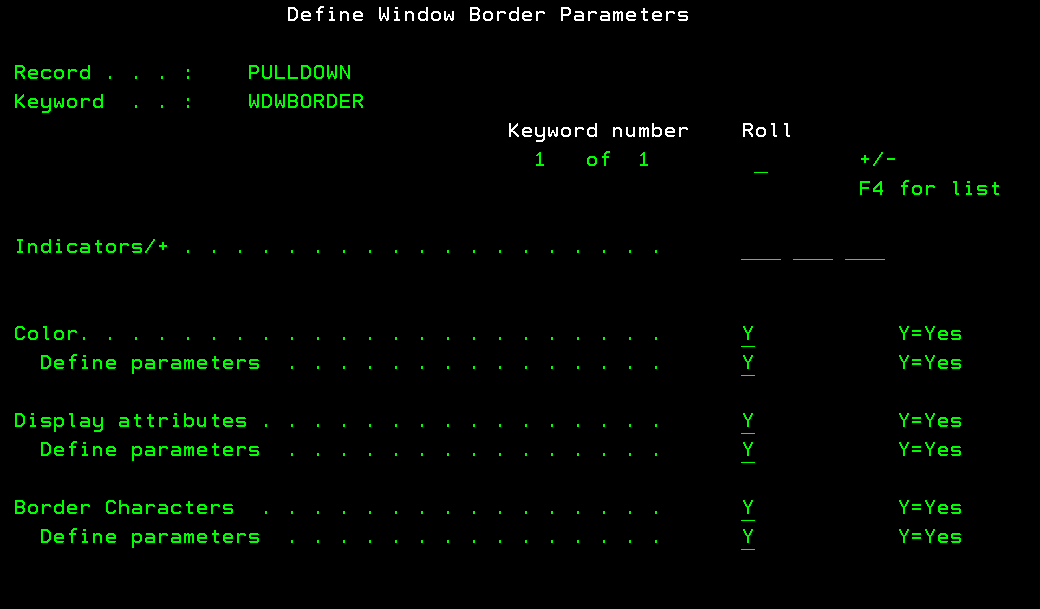 Define Window Border Parameters
Record . . . :    PULLDOWN
Keyword  . . :    WDWBORDER
Keyword number    Roll
1   of  1    _    +/-
F4 for list
Indicators/+ . . . . . . . . . . . . . . . . . . .    ___ ___ ___
Color. . . . . . . . . . . . . . . . . . . . . . .    Y    Y=Yes
Define parameters  . . . . . . . . . . . . . . .    Y    Y=Yes
Display attributes . . . . . . . . . . . . . . . .    Y    Y=Yes
Define parameters  . . . . . . . . . . . . . . .    Y    Y=Yes
Border Characters  . . . . . . . . . . . . . . . .    Y    Y=Yes
Define parameters  . . . . . . . . . . . . . . .    Y    Y=Yes